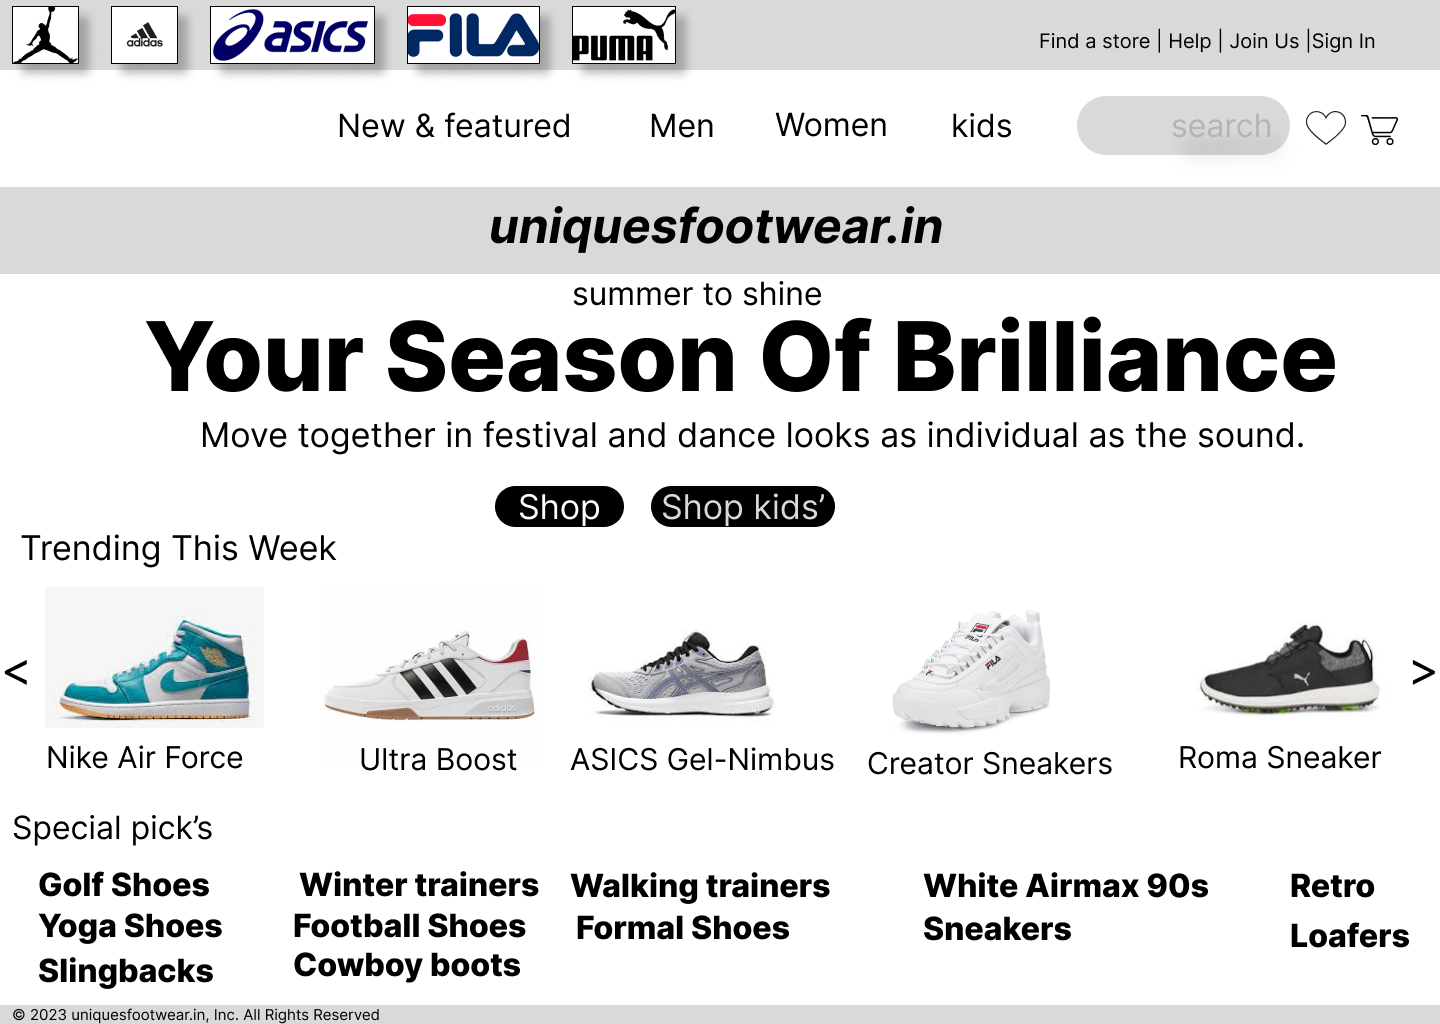 adidas
asics
FILA
PUMA
Find a store | Help | Join Us |Sign In
New & featured
Men
Women
kids
search
uniquesfootwear.in
summer to shine
Your Season Of Brilliance
Move together in festival and dance looks as individual as the sound.
Shop
Shop kids’
Trending This Week
<
adidas
FILA
FILA
>
Nike Air Force
Ultra Boost
ASICS Gel-Nimbus
Creator Sneakers
Roma Sneaker
Special pick’s
Golf Shoes
Winter trainers
Walking trainers
White Airmax 90s
Retro
Yoga Shoes
Football Shoes
Formal Shoes
Sneakers
Loafers
Slingbacks
Cowboy boots
© 2023 uniquesfootwear.in, Inc. All Rights Reserved